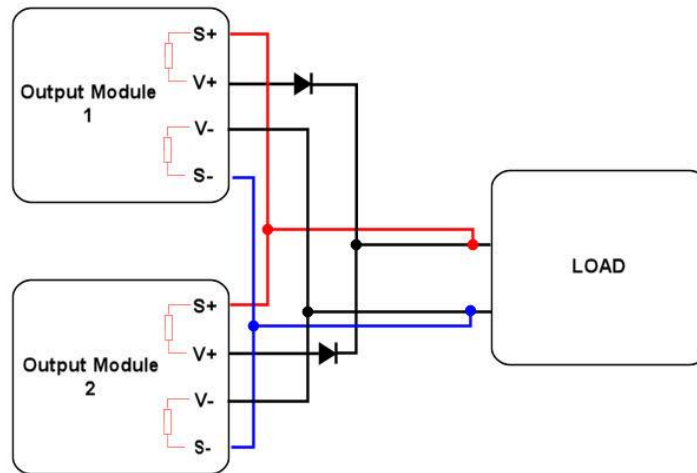 S+
V+
Output Module
1
V-
S-
LOAD
S+
V+
Output Module
2
V-
S-